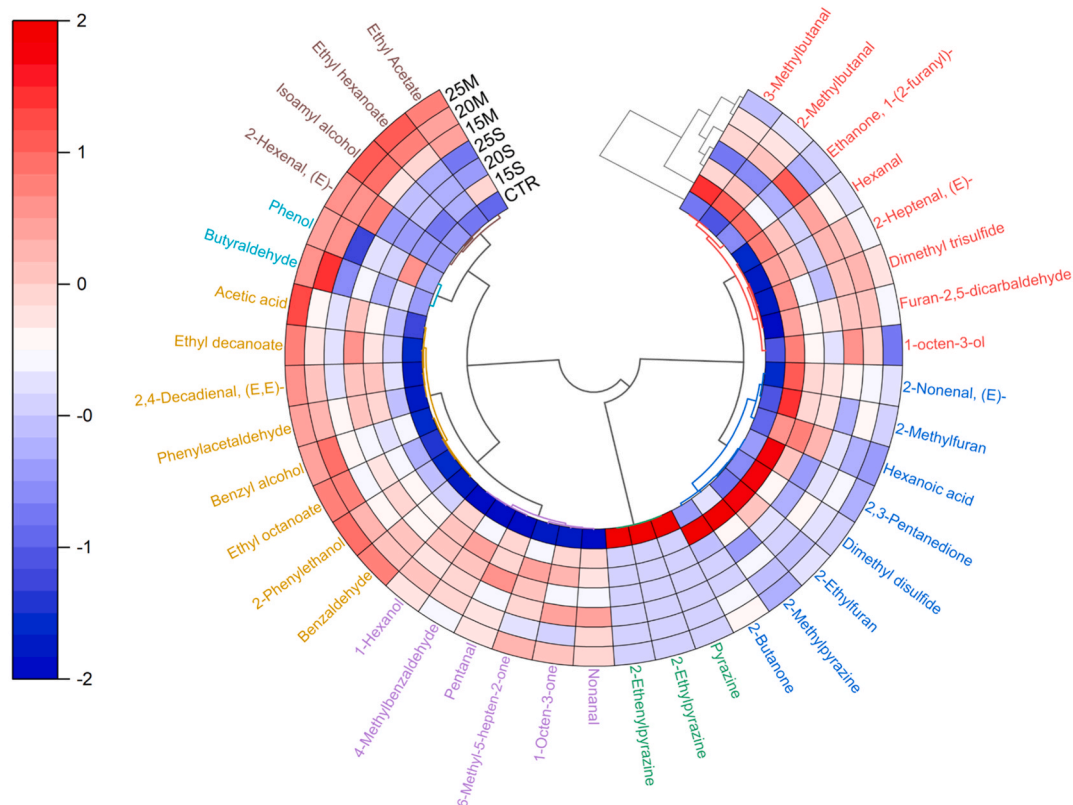 2
1
0
-0
-1
-2
Ethyl Acetate
Ethyl hexanoate
Isoamyl alcohol
2-Hexenal, (E)-
Phenol
Butyraldehyde
Acetic acid
Ethyl decanoate
2,4-Decadienal, (E,E)-
Phenylacetaldehyde
Benzyl alcohol
Ethyl octanoate
2-Phenylethanol
Benzaldehyde
1-Hexanol
4-Methylbenzaldehyde
Pentanal
6-Methyl-5-hepten-2-one
1-Octen-3-one
Nonanal
2-Ethenylpyrazine
2-Ethylpyrazine
Pyrazine
2-Butanone
2-Methylpyrazine
2-Ethylfuran
Dimethyl disulfide
2,3-Pentanedione
Hexanoic acid
2-Methylfuran
2-Nonenal, (E)-
1-octen-3-ol
Furan-2,5-dicarbaldehyde
Dimethyl trisulfide
2-Heptenal, (E)-
Hexanal
Ethanone, 1-(2-furanyl)-
2-Methylbutanal
3-Methylbutanal
25M
20M
15M
25S
20S
15S
CTR